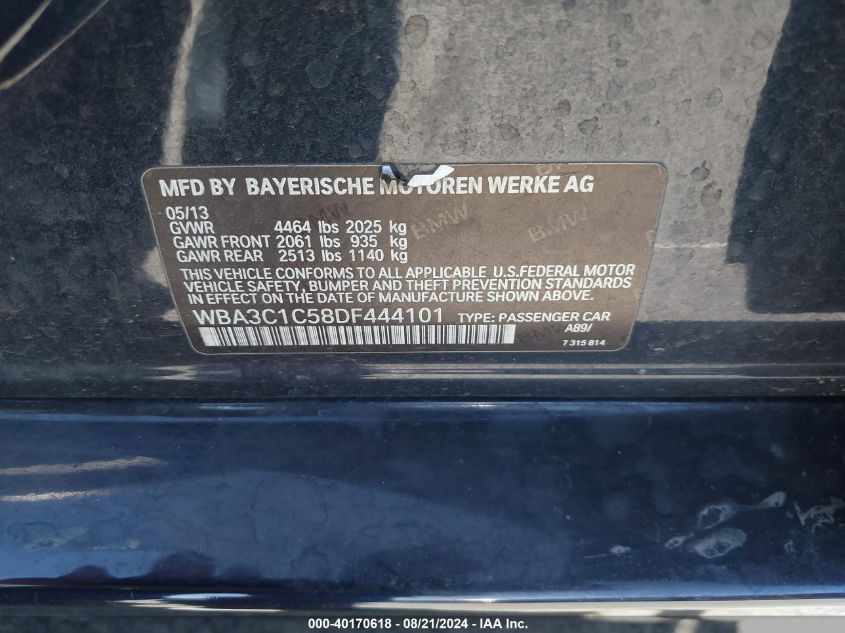 MFD BY BAYERISCHE MOTOREN WERKE AG
05/13
GVWR 4464 lbs 2025 kg
GAWR FRONT 2061 lbs 935 kg
GAWR REAR 2513 lbs 1140 kg
THIS VEHICLE CONFORMS TO ALL APPLICABLE U.S.FEDERAL MOTOR
VEHICLE SAFETY, BUMPER AND THEFT PREVENTION STANDARDS
IN EFFECT ON THE DATE OF MANUFACTURE SHOWN ABOVE.
WBA3C1C58DF444101 TYPE: PASSENGER CAR
A89/
7 315 814
BMW
BMW
000-40170618 - 08/21/2024 - IAA Inc.